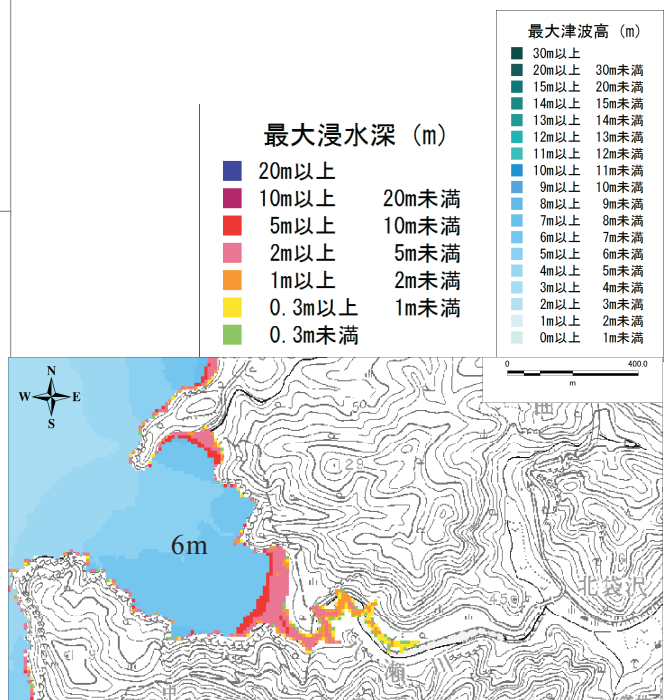 最大津波高 (m)
30m以上
20m以上 30m未満
15m以上 20m未満
14m以上 15m未満
13m以上 14m未満
12m以上 13m未満
11m以上 12m未満
10m以上 11m未満
9m以上 10m未満
8m以上 9m未満
7m以上 8m未満
6m以上 7m未満
5m以上 6m未満
4m以上 5m未満
3m以上 4m未満
2m以上 3m未満
1m以上 2m未満
0m以上 1m未満
最大浸水深 (m)
20m以上
10m以上 20m未満
5m以上 10m未満
2m以上 5m未満
1m以上 2m未満
0.3m以上 1m未満
0.3m未満
0 400.0
m
N
W E
S
129
6m
北袋沢
瀬